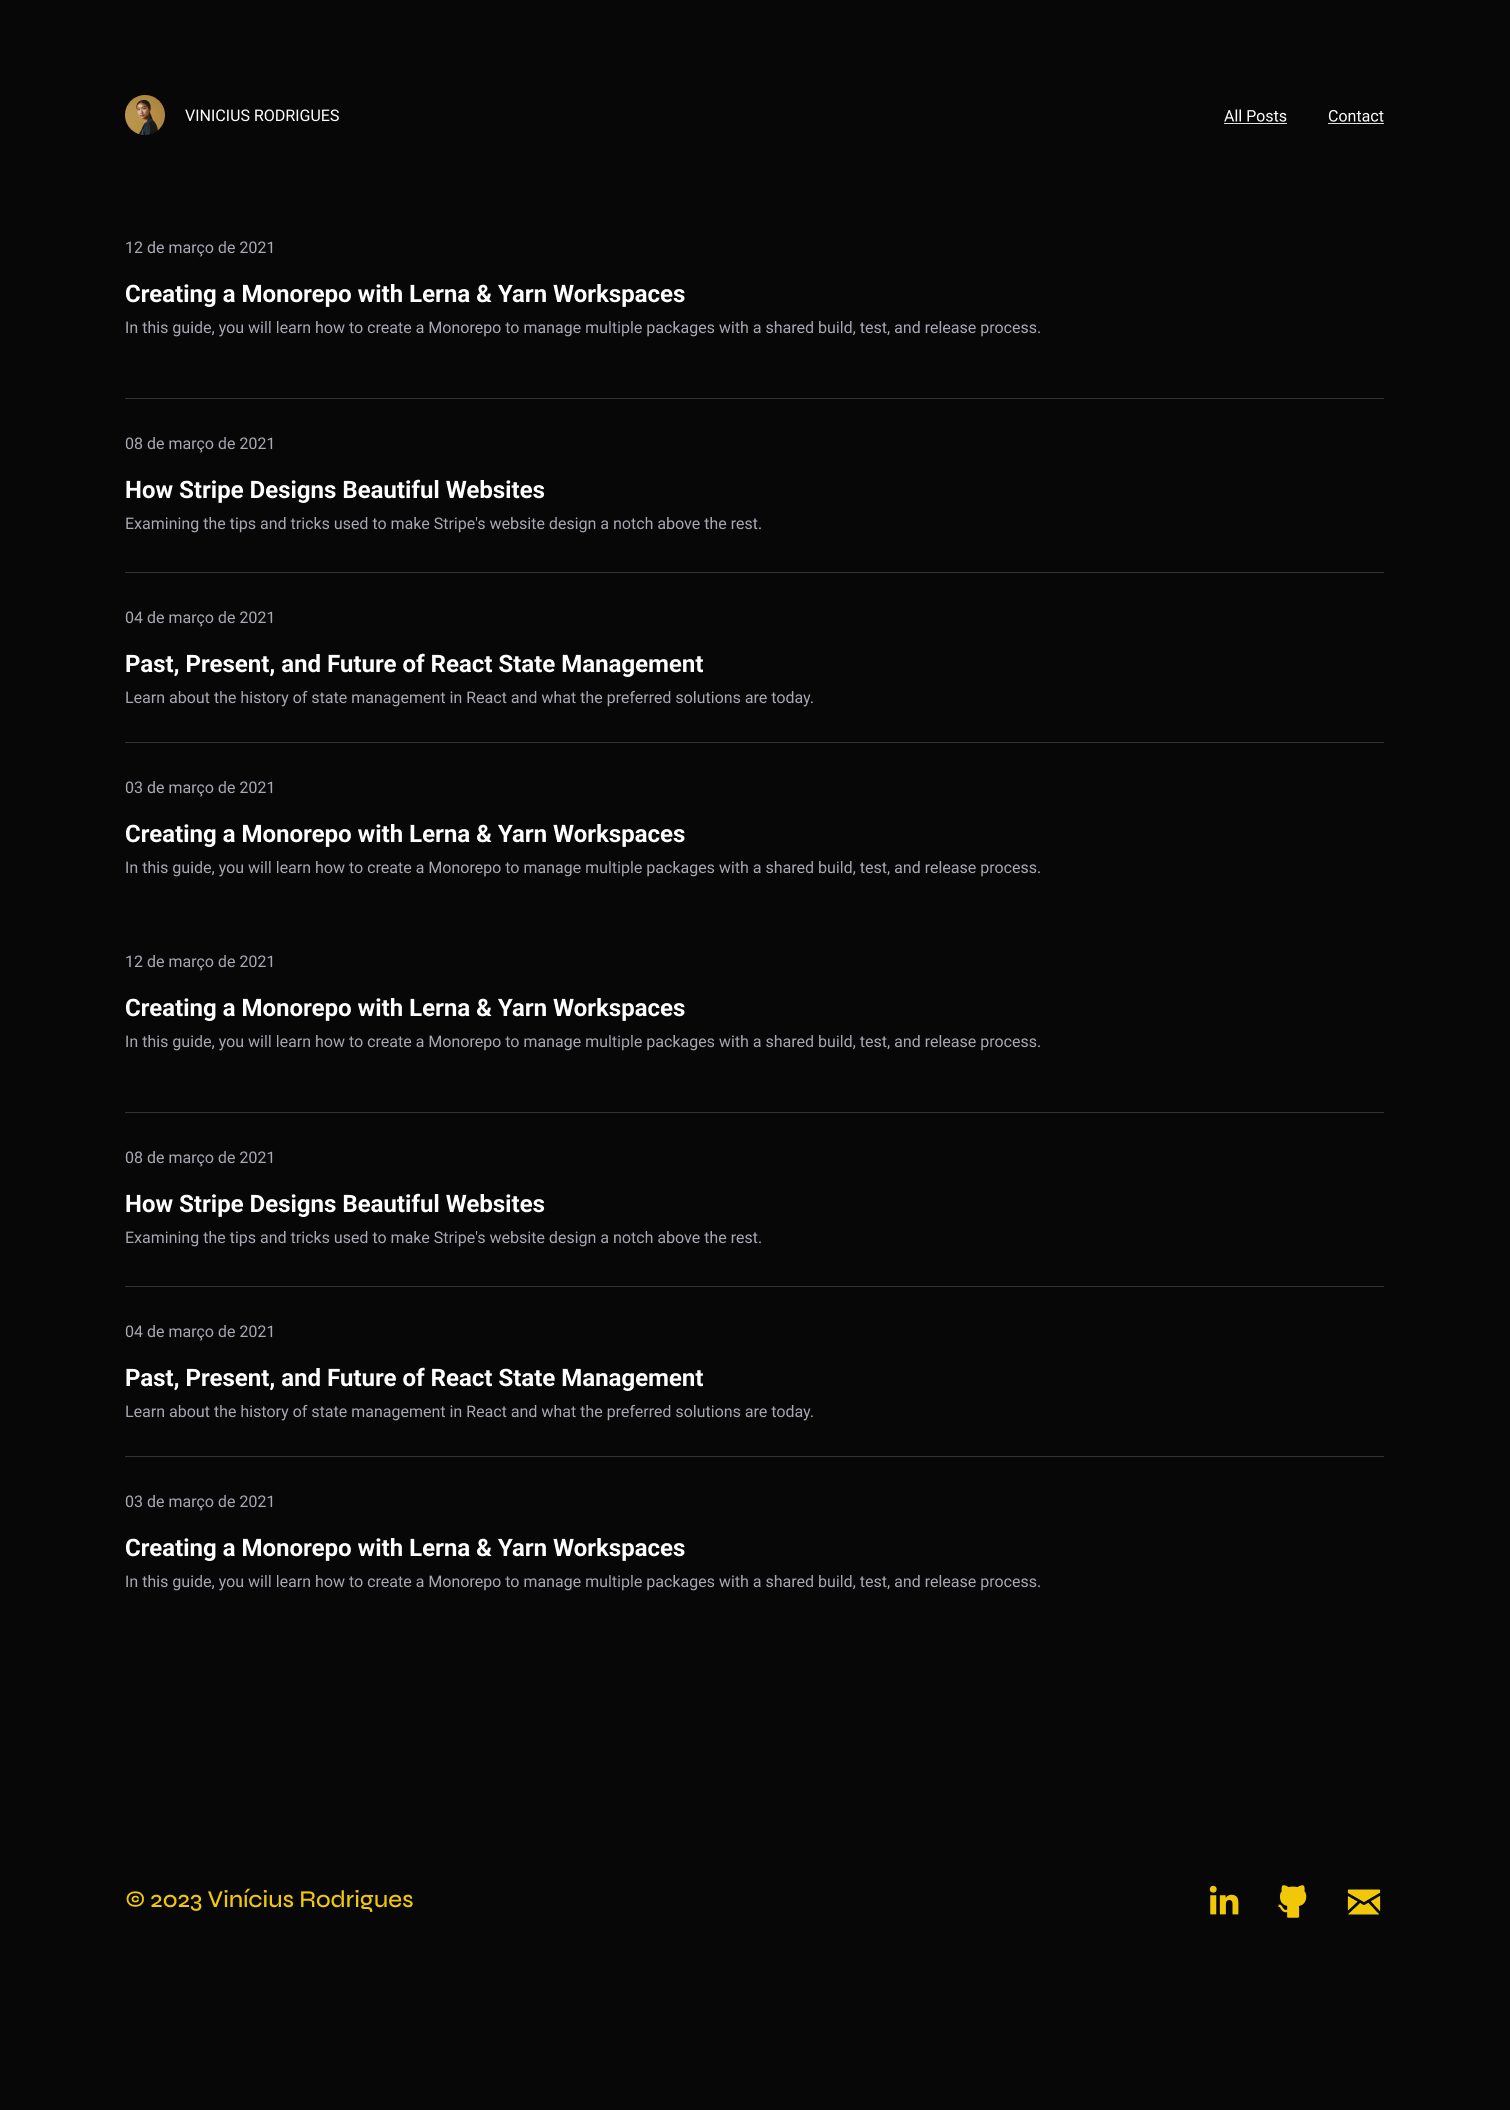 VINICIUS RODRIGUES
All Posts
Contact
12 de março de 2021
Creating a Monorepo with Lerna & Yarn Workspaces
In this guide, you will learn how to create a Monorepo to manage multiple packages with a shared build, test, and release process.
08 de março de 2021
How Stripe Designs Beautiful Websites
Examining the tips and tricks used to make Stripe's website design a notch above the rest.
04 de março de 2021
Past, Present, and Future of React State Management
Learn about the history of state management in React and what the preferred solutions are today.
03 de março de 2021
Creating a Monorepo with Lerna & Yarn Workspaces
In this guide, you will learn how to create a Monorepo to manage multiple packages with a shared build, test, and release process.
12 de março de 2021
Creating a Monorepo with Lerna & Yarn Workspaces
In this guide, you will learn how to create a Monorepo to manage multiple packages with a shared build, test, and release process.
08 de março de 2021
How Stripe Designs Beautiful Websites
Examining the tips and tricks used to make Stripe's website design a notch above the rest.
04 de março de 2021
Past, Present, and Future of React State Management
Learn about the history of state management in React and what the preferred solutions are today.
03 de março de 2021
Creating a Monorepo with Lerna & Yarn Workspaces
In this guide, you will learn how to create a Monorepo to manage multiple packages with a shared build, test, and release process.
© 2023 Vinícius Rodrigues
in